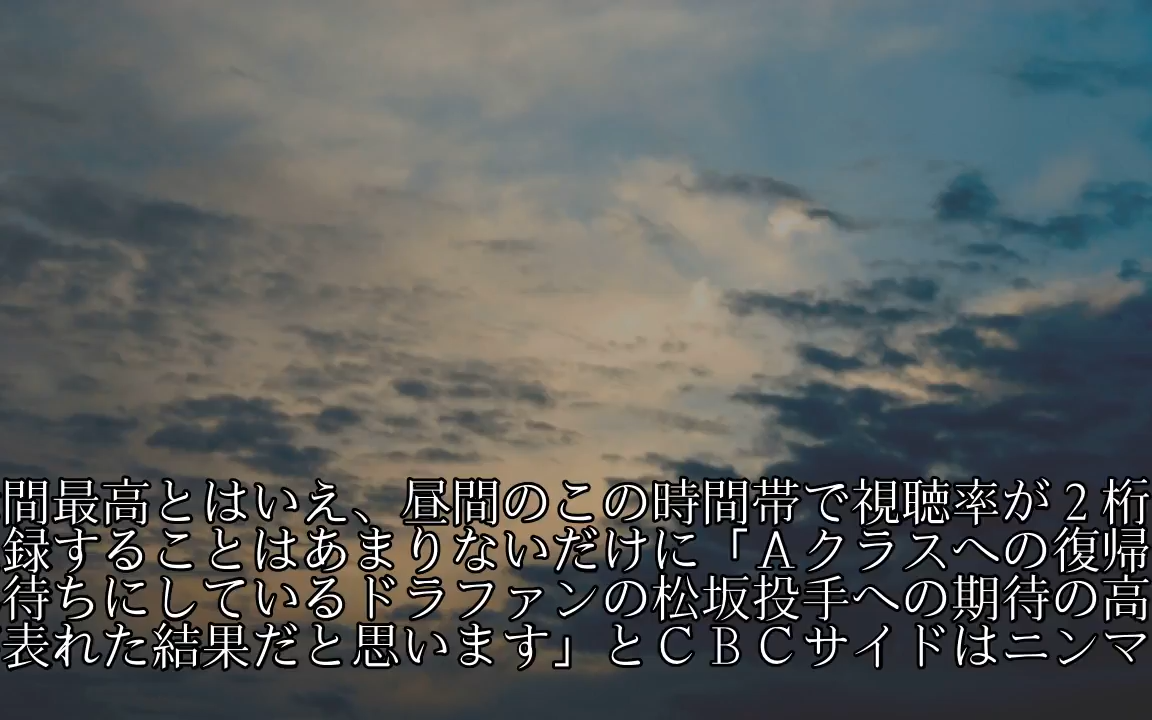 間最高とはいえ、昼間のこの時間帯で視聴率が２桁
録することはあまりないだけに「Ａクラスへの復帰
待ちにしているドラファンの松坂投手への期待の高
表れた結果だと思います」とＣＢＣサイドはニンマ